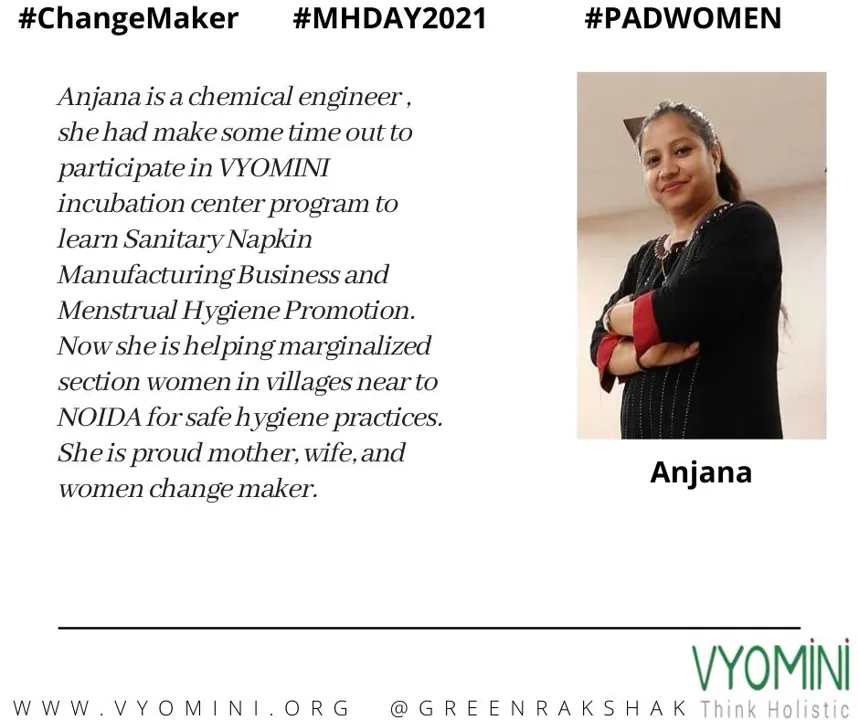 #ChangeMaker #MHDAY2021 #PADWOMEN
Anjana is a chemical engineer ,
she had make some time out to
participate in VYOMINI
incubation center program to
learn Sanitary Napkin
Manufacturing Business and
Menstrual Hygiene Promotion.
Now she is helping marginalized
section women in villages near to
NOIDA for safe hygiene practices.
She is proud mother, wife, and
women change maker.
Anjana
VYOMINI
Think Holistic
WWW.VYOMINI.ORG @GREENRAKSHAK